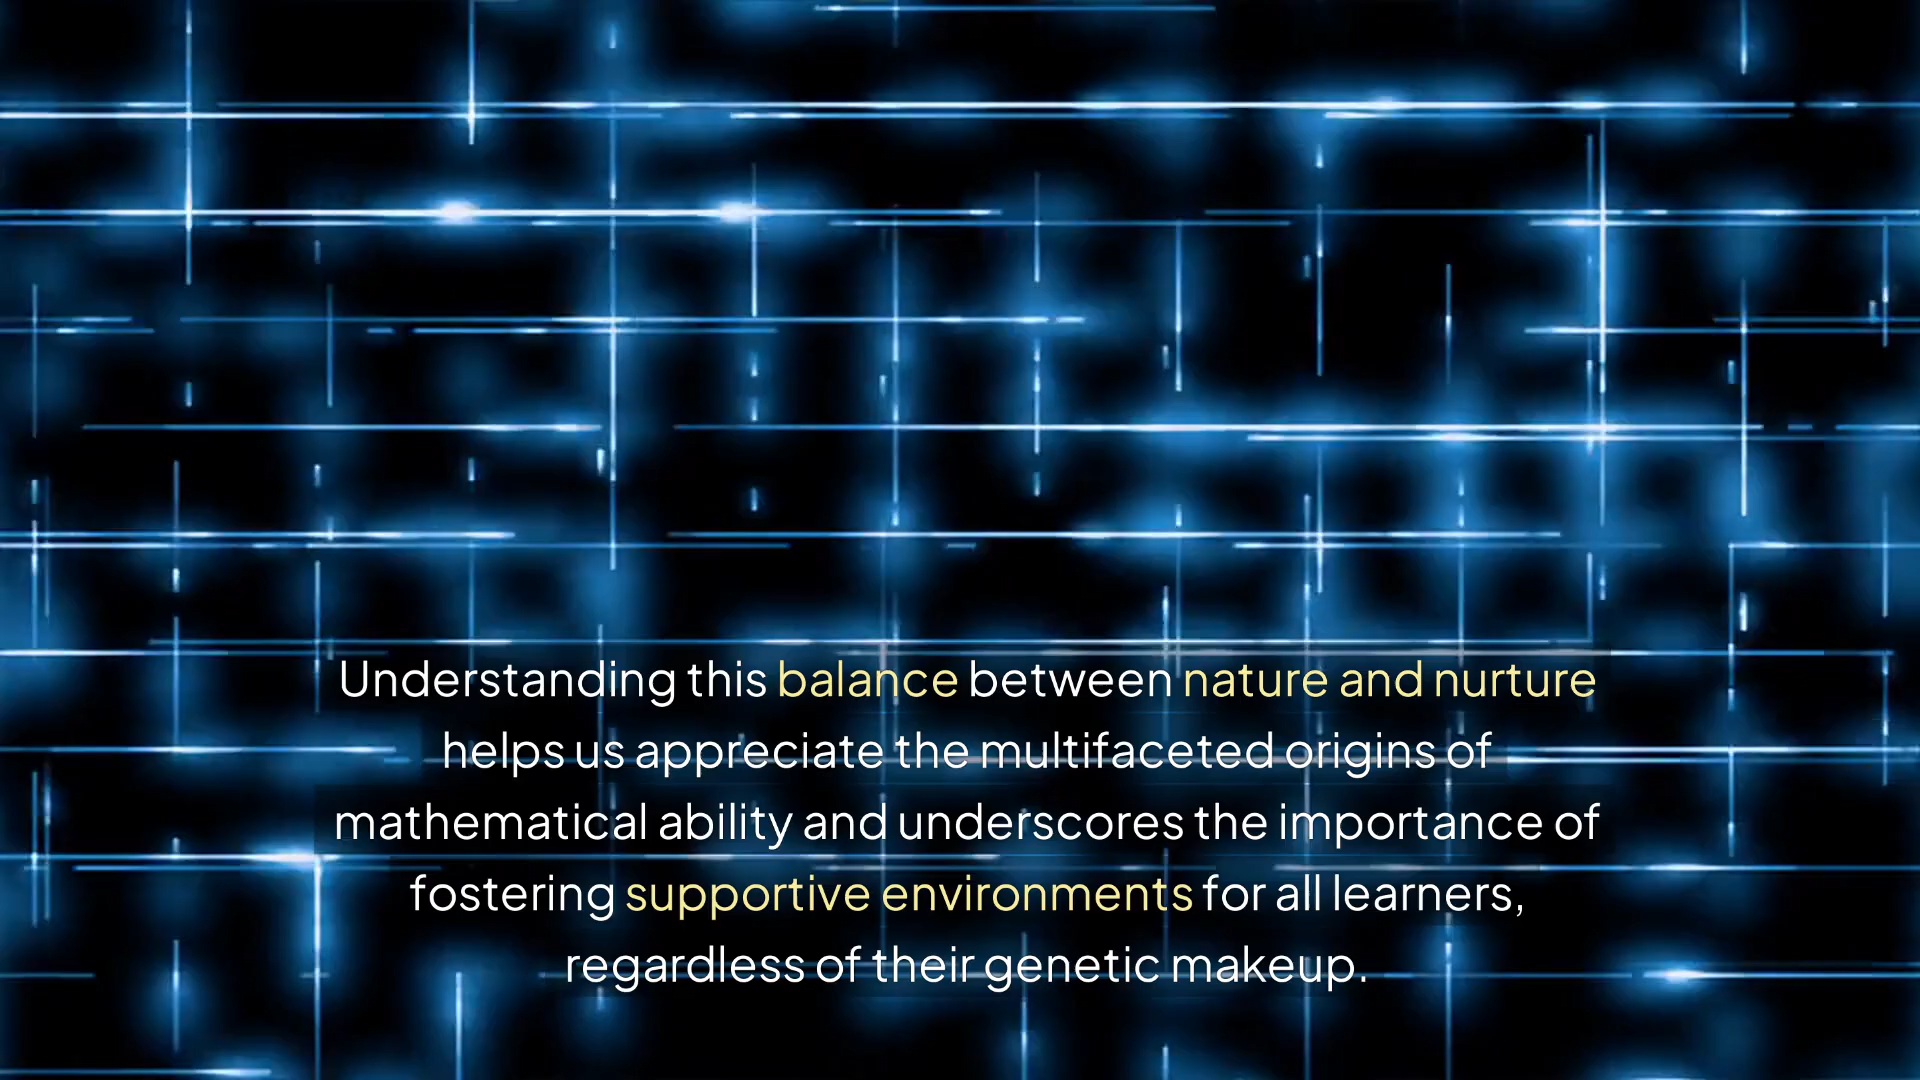 Understanding this balance between nature and nurture
helps us appreciate the multifaceted origins of
mathematical ability and underscores the importance of
fostering supportive environments for all learners,
regardless of their genetic makeup.